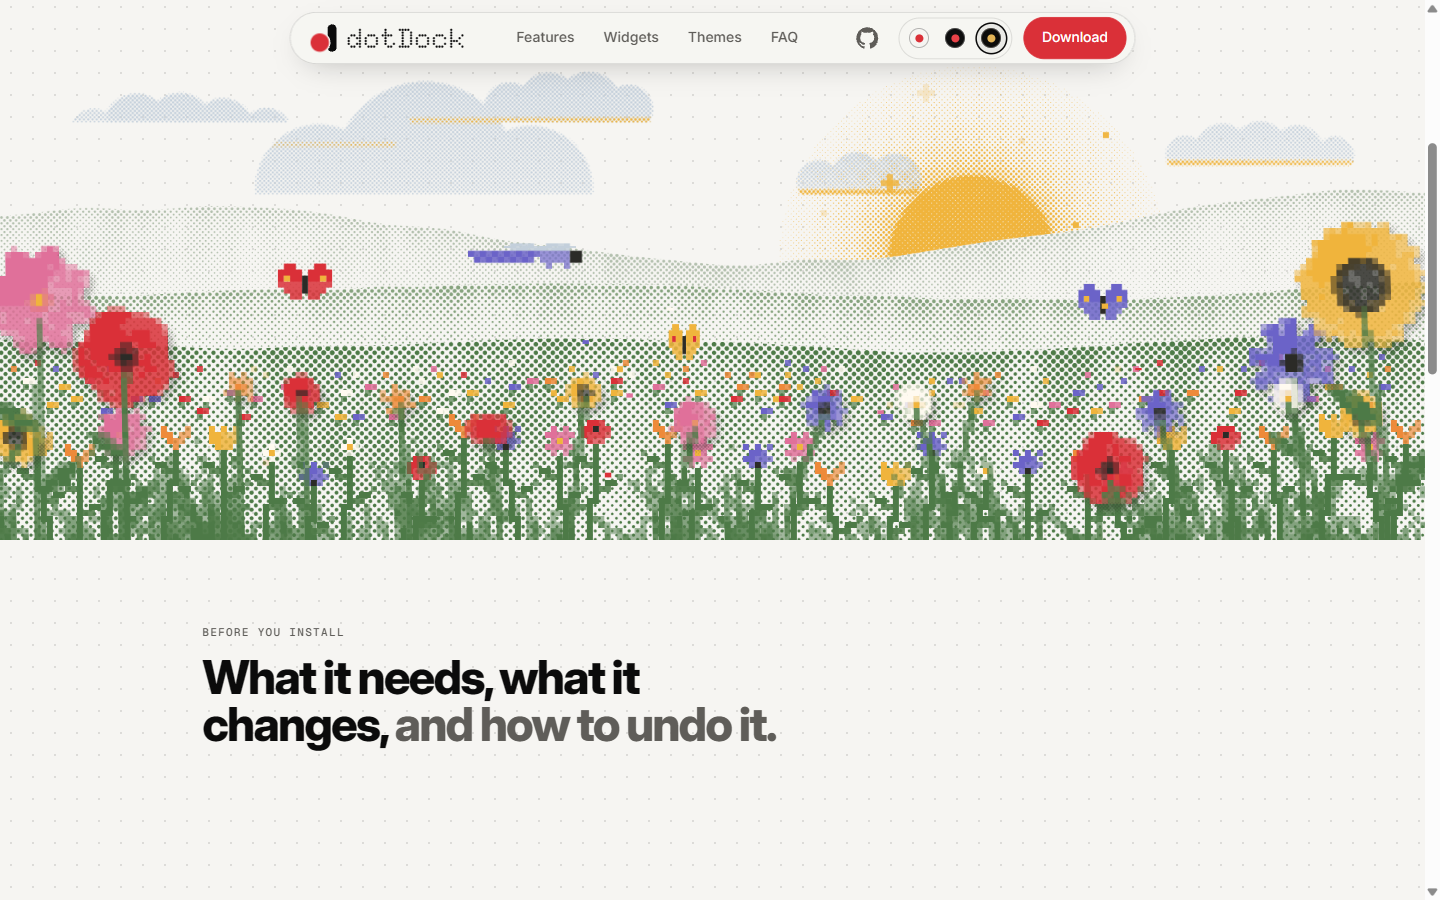 dotDock
Features
Widgets
Themes
FAQ
Download
BEFORE YOU INSTALL
What it needs, what it
changes, and how to undo it.